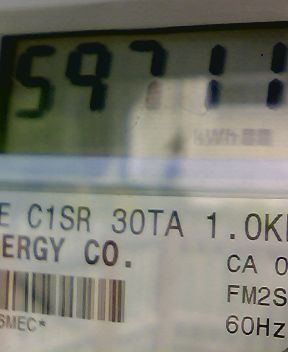 59711
kWh
E C1SR 30TA 1.0K
ERGY CO.
CA 0
FM2S
SMEC*
60Hz